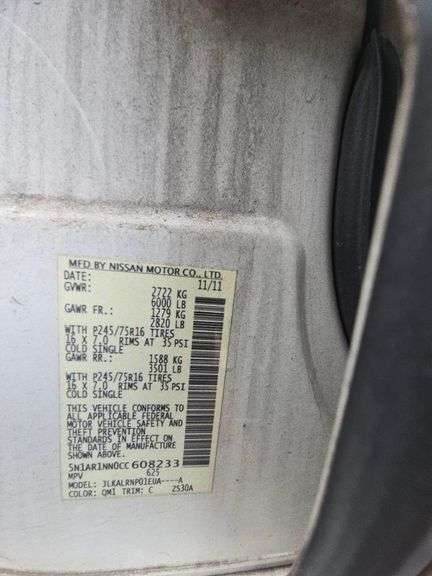 MFD BY NISSAN MOTOR CO., LTD.
DATE: 11/11
GVWR: 2722 KG
6000 LB
GAWR FR.: 1279 KG
2820 LB
WITH P245/75R16 TIRES
16 X 7.0 RIMS AT 35 PSI
COLD SINGLE
GAWR RR.: 1588 KG
3501 LB
WITH P245/75R16 TIRES
16 X 7.0 RIMS AT 35 PSI
COLD SINGLE
THIS VEHICLE CONFORMS TO
ALL APPLICABLE FEDERAL
MOTOR VEHICLE SAFETY AND
THEFT PREVENTION
STANDARDS IN EFFECT ON
THE DATE OF MANUFACTURE
SHOWN ABOVE.
5N1AR1NN0CC 608233
MPV 625
MODEL: JLKALRNP01EUA----A
COLOR: QM1 TRIM: C 2530A